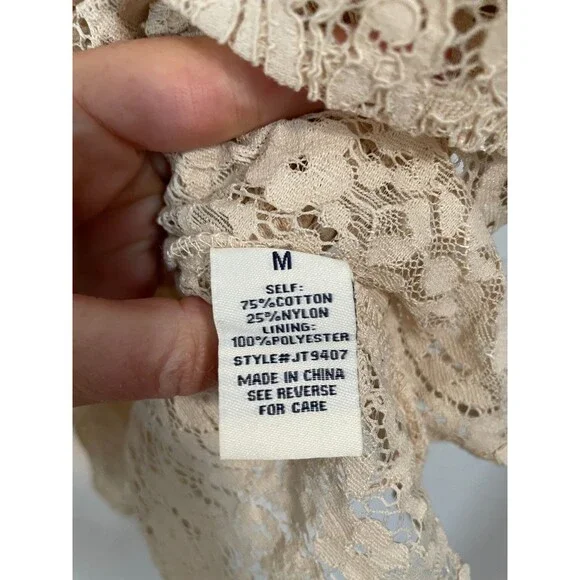 M
SELF:
75%COTTON
25%NYLON
LINING:
100%POLYESTER
STYLE#JT9407
MADE IN CHINA
SEE REVERSE
FOR CARE